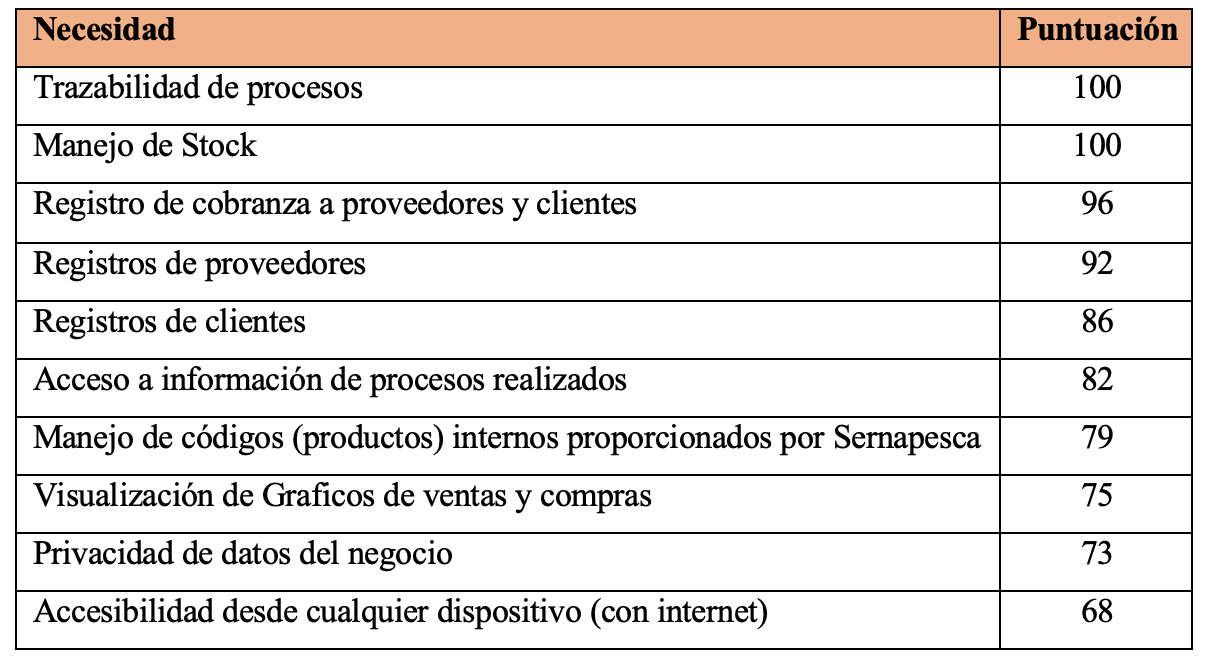 Necesidad Puntuación
Trazabilidad de procesos 100
Manejo de Stock 100
Registro de cobranza a proveedores y clientes 96
Registros de proveedores 92
Registros de clientes 86
Acceso a información de procesos realizados 82
Manejo de códigos (productos) internos proporcionados por Sernapesca 79
Visualización de Graficos de ventas y compras 75
Privacidad de datos del negocio 73
Accesibilidad desde cualquier dispositivo (con internet) 68